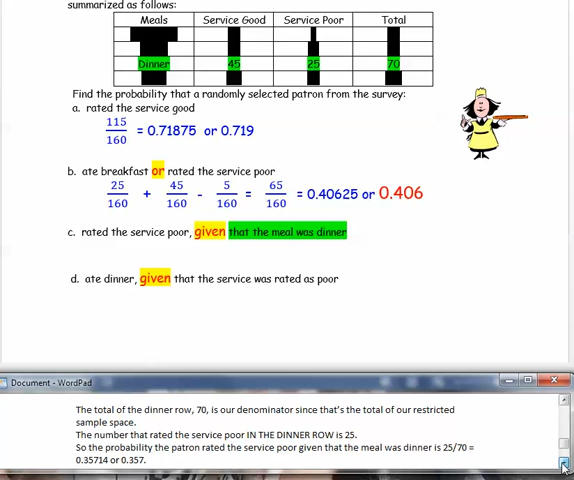 summarized as follows:
Meals Service Good Service Poor Total
Dinner 45 25 70
Find the probability that a randomly selected patron from the survey:
a. rated the service good
115/160 = 0.71875 or 0.719
b. ate breakfast or rated the service poor
25/160 + 45/160 - 5/160 = 65/160 = 0.40625 or 0.406
c. rated the service poor, given that the meal was dinner
d. ate dinner, given that the service was rated as poor
Document - WordPad
The total of the dinner row, 70, is our denominator since that's the total of our restricted
sample space.
The number that rated the service poor IN THE DINNER ROW is 25.
So the probability the patron rated the service poor given that the meal was dinner is 25/70 =
0.35714 or 0.357.